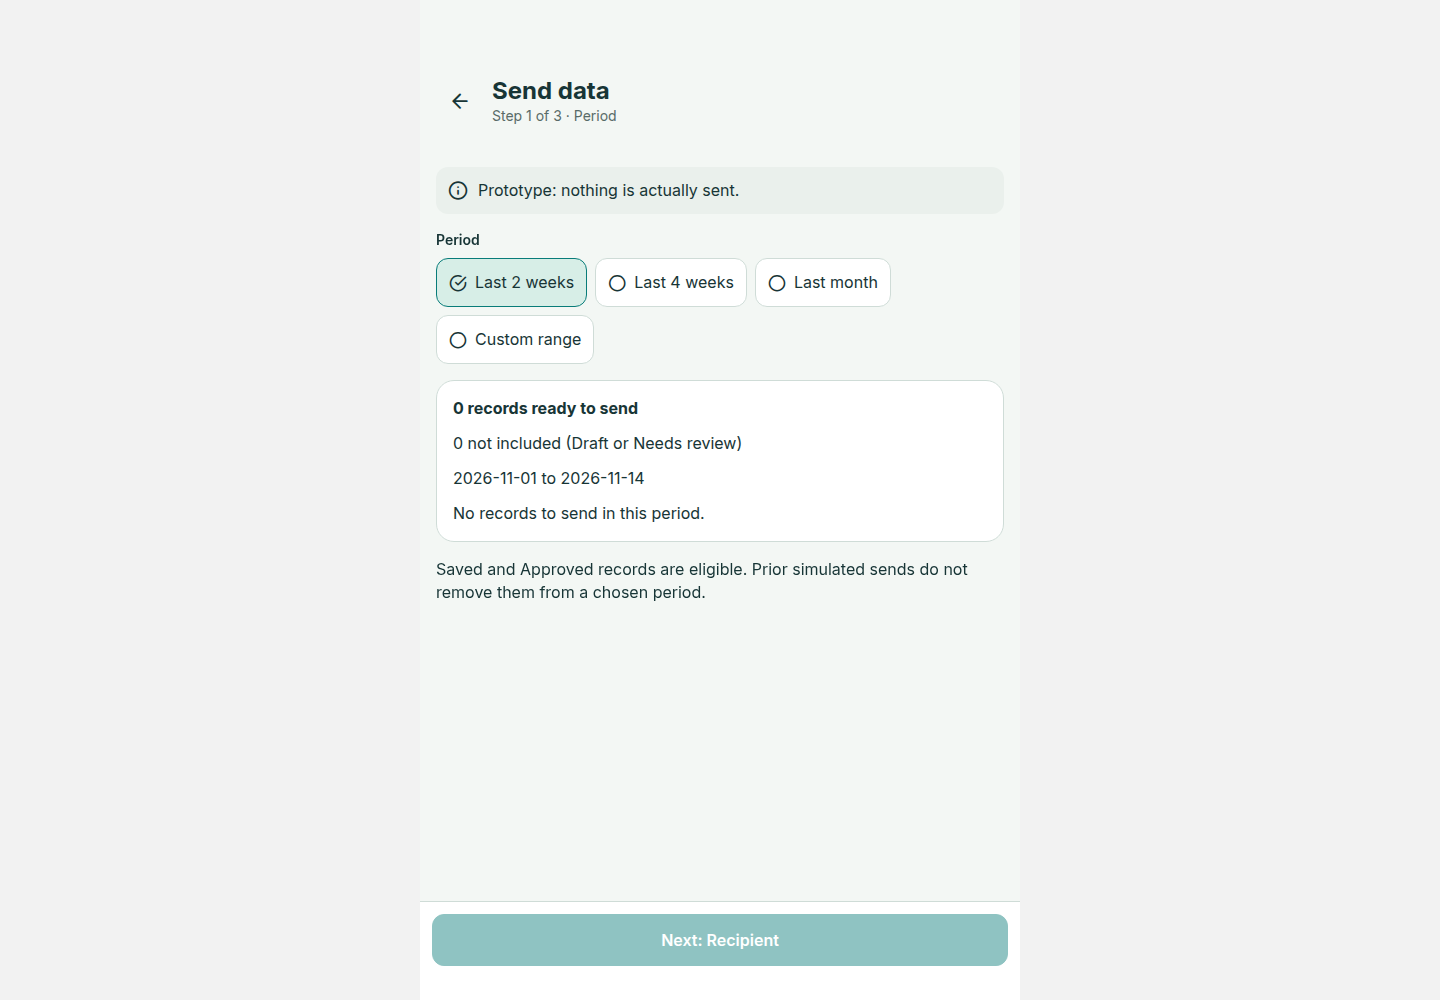 Send data
Step 1 of 3 · Period
Prototype: nothing is actually sent.
Period
Last 2 weeks
Last 4 weeks
Last month
Custom range
0 records ready to send
0 not included (Draft or Needs review)
2026-11-01 to 2026-11-14
No records to send in this period.
Saved and Approved records are eligible. Prior simulated sends do not
remove them from a chosen period.
Next: Recipient